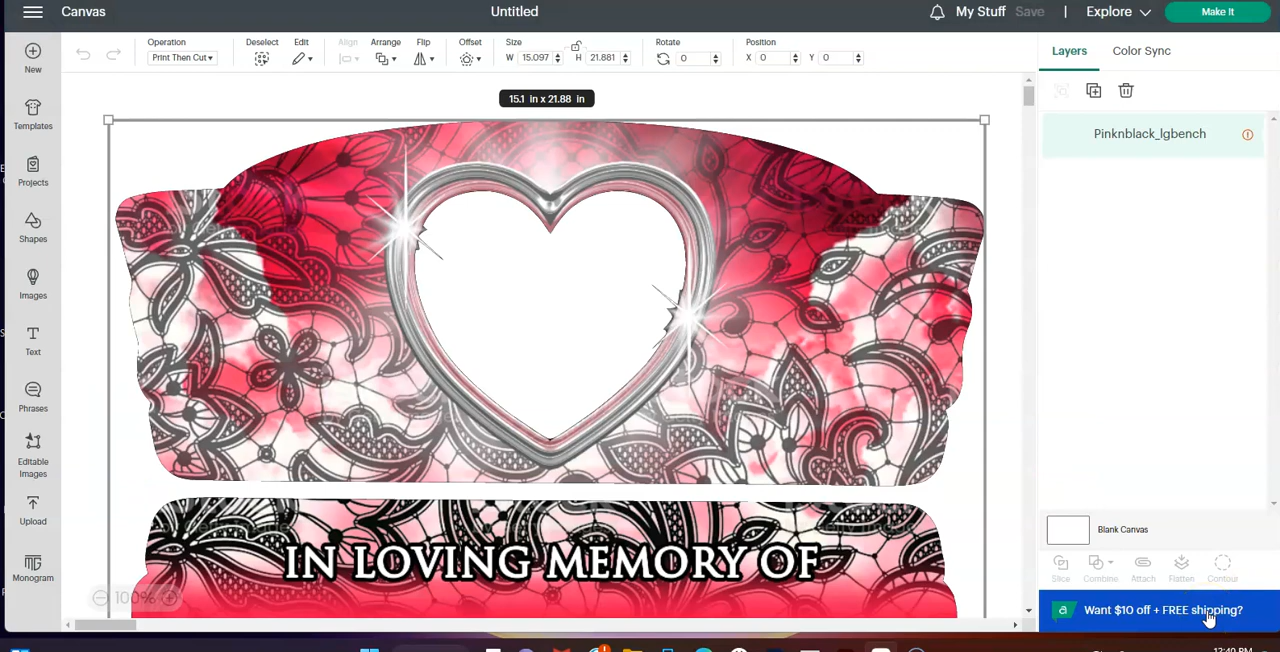 Canvas
Untitled
My Stuff Save | Explore Make It
New
Templates
Projects
Shapes
Images
Text
Phrases
Editable
Images
Upload
Monogram
Operation
Print Then Cut
Deselect
Edit
Align
Arrange
Flip
Offset
Size
W 15.097
H 21.881
Rotate
0
Position
X 0
Y 0
15.1 in x 21.88 in
IN LOVING MEMORY OF
100%
Layers
Color Sync
Pinknblack_lgbench
Blank Canvas
Slice
Combine
Attach
Flatten
Contour
a Want $10 off + FREE shipping?
12:40 PM